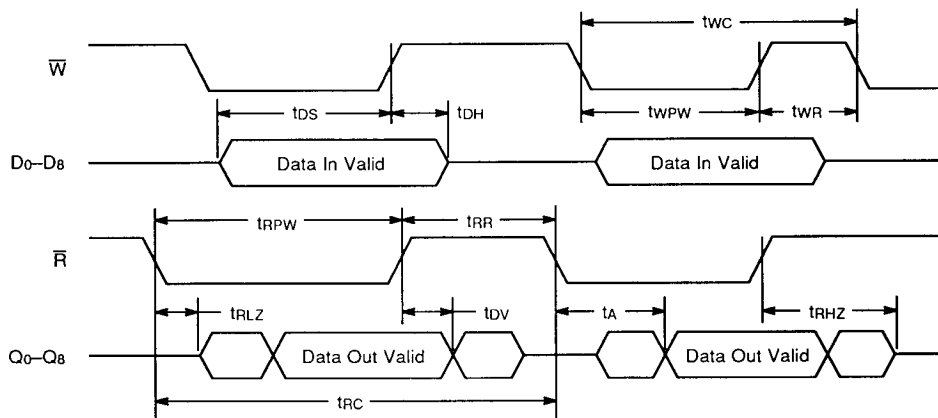 tWC
W
tDS
tDH
tWPW
tWR
D0–D8
Data In Valid
Data In Valid
tRPW
tRR
R
tRLZ
tDV
tA
tRHZ
Q0–Q8
Data Out Valid
Data Out Valid
tRC